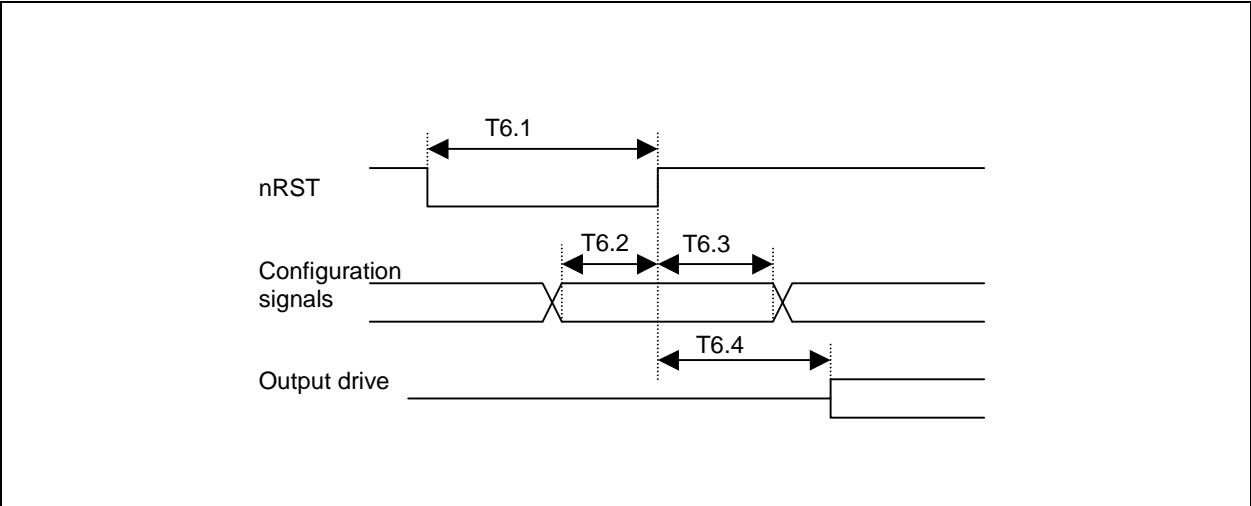 T6.1
nRST
T6.2
T6.3
Configuration
signals
T6.4
Output drive